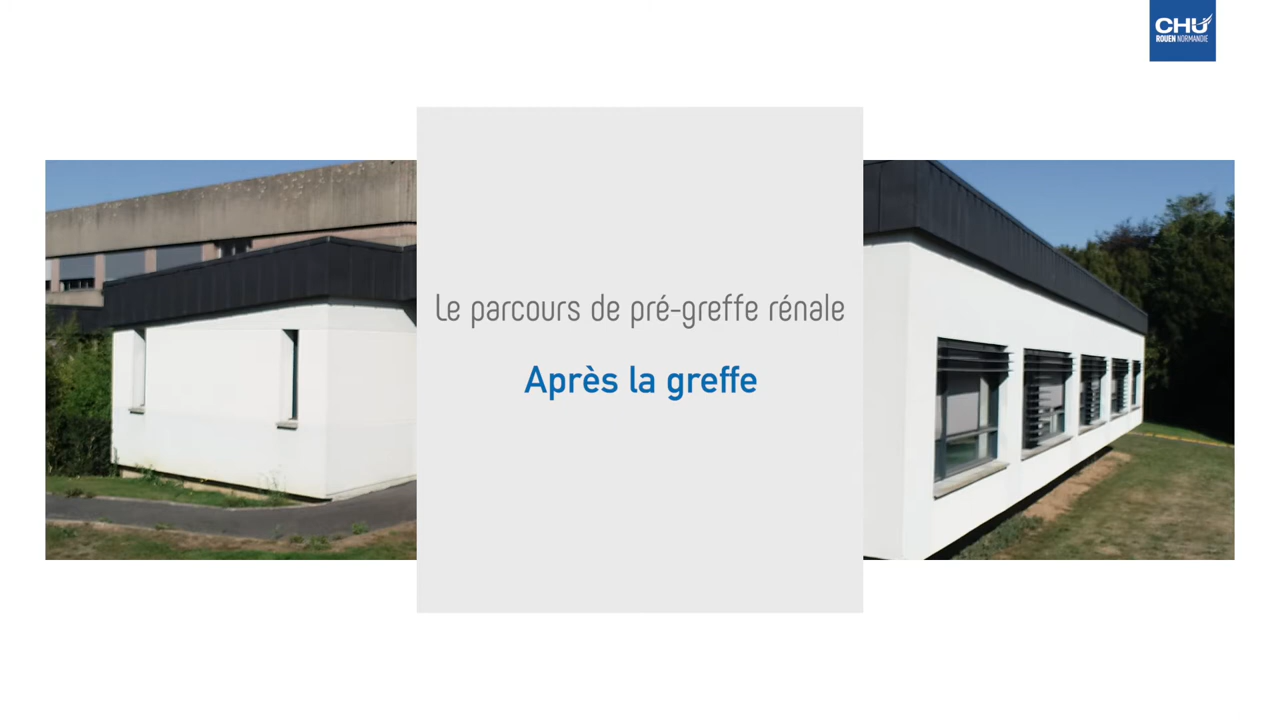 CHU
ROUEN NORMANDIE
Le parcours de pré-greffe rénale
Après la greffe